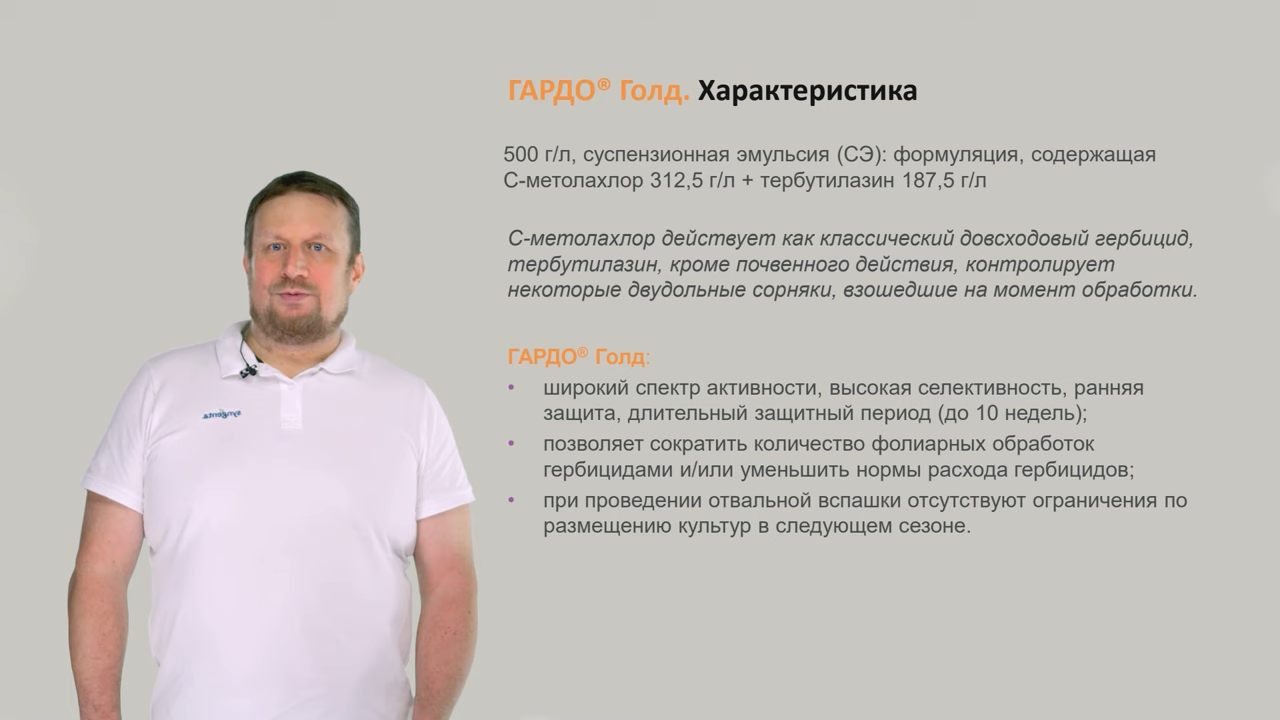 ГАРДО® Голд. Характеристика
500 г/л, суспензионная эмульсия (СЭ): формуляция, содержащая
С-метолахлор 312,5 г/л + тербутилазин 187,5 г/л
С-метолахлор действует как классический довсходовый гербицид,
тербутилазин, кроме почвенного действия, контролирует
некоторые двудольные сорняки, взошедшие на момент обработки.
ГАРДО® Голд:
• широкий спектр активности, высокая селективность, ранняя
защита, длительный защитный период (до 10 недель);
• позволяет сократить количество фолиарных обработок
гербицидами и/или уменьшить нормы расхода гербицидов;
• при проведении отвальной вспашки отсутствуют ограничения по
размещению культур в следующем сезоне.
syngenta